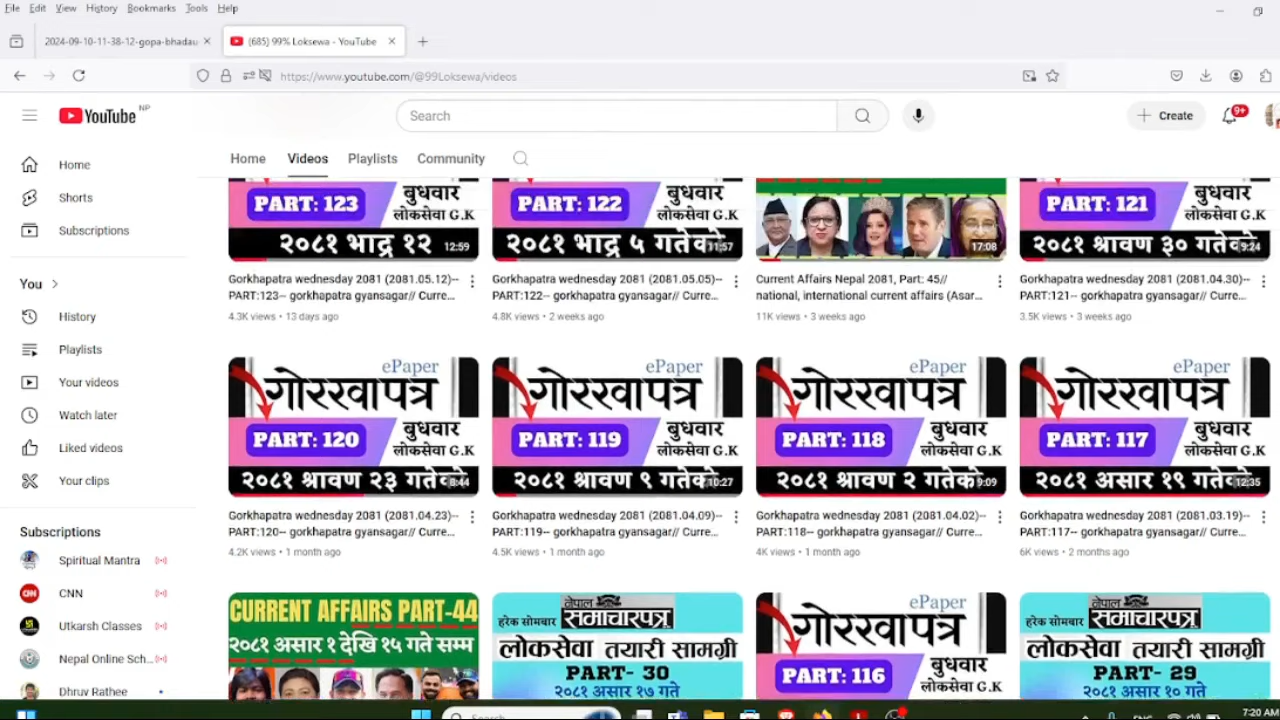 File Edit View History Bookmarks Tools Help
2024-09-10-11-38-12-gopa-bhadau
(685) 99% Loksewa - YouTube
https://www.youtube.com/@99Loksewa/videos
YouTube NP
Search
Create
9+
Home
Shorts
Subscriptions
You
History
Playlists
Your videos
Watch later
Liked videos
Your clips
Subscriptions
Spiritual Mantra
CNN
Utkarsh Classes
Nepal Online Sch...
Dhruv Rathee
Home Videos Playlists Community
PART: 123
बुधवार
लोकसेवा G.K
२०८१ भाद्र १२
12:59
Gorkhapatra wednesday 2081 (2081.05.12)--
PART:123-- gorkhapatra gyansagar// Curre...
4.3K views • 13 days ago
PART: 122
बुधवार
लोकसेवा G.K
२०८१ भाद्र ५ गतेको
11:57
Gorkhapatra wednesday 2081 (2081.05.05)--
PART:122-- gorkhapatra gyansagar// Curre...
4.8K views • 2 weeks ago
17:08
Current Affairs Nepal 2081, Part: 45//
national, international current affairs (Asar...
11K views • 3 weeks ago
PART: 121
बुधवार
लोकसेवा G.K
२०८१ श्रावण ३० गतेको
9:24
Gorkhapatra wednesday 2081 (2081.04.30)--
PART:121-- gorkhapatra gyansagar// Curre...
3.5K views • 3 weeks ago
ePaper
गोरखापत्र
PART: 120
बुधवार
लोकसेवा G.K
२०८१ श्रावण २३ गतेको
8:44
Gorkhapatra wednesday 2081 (2081.04.23)--
PART:120-- gorkhapatra gyansagar// Curre...
4.2K views • 1 month ago
ePaper
गोरखापत्र
PART: 119
बुधवार
लोकसेवा G.K
२०८१ श्रावण ९ गतेको
10:27
Gorkhapatra wednesday 2081 (2081.04.09)--
PART:119-- gorkhapatra gyansagar// Curre...
4.5K views • 1 month ago
ePaper
गोरखापत्र
PART: 118
बुधवार
लोकसेवा G.K
२०८१ श्रावण २ गतेको
9:09
Gorkhapatra wednesday 2081 (2081.04.02)--
PART:118-- gorkhapatra gyansagar// Curre...
4K views • 1 month ago
ePaper
गोरखापत्र
PART: 117
बुधवार
लोकसेवा G.K
२०८१ असार १९ गतेको
12:35
Gorkhapatra wednesday 2081 (2081.03.19)--
PART:117-- gorkhapatra gyansagar// Curre...
6K views • 2 months ago
CURRENT AFFAIRS PART-44
२०८१ असार १ देखि १५ गते सम्म
नेपाल
हरेक सोमबार समाचारपत्र
लोकसेवा तयारी सामग्री
PART- 30
२०८१ असार १७ गते
ePaper
गोरखापत्र
PART: 116
बुधवार
लोकसेवा G.K
नेपाल
हरेक सोमबार समाचारपत्र
लोकसेवा तयारी सामग्री
PART- 29
२०८१ असार १० गते
Search
ENG
7:20 AM